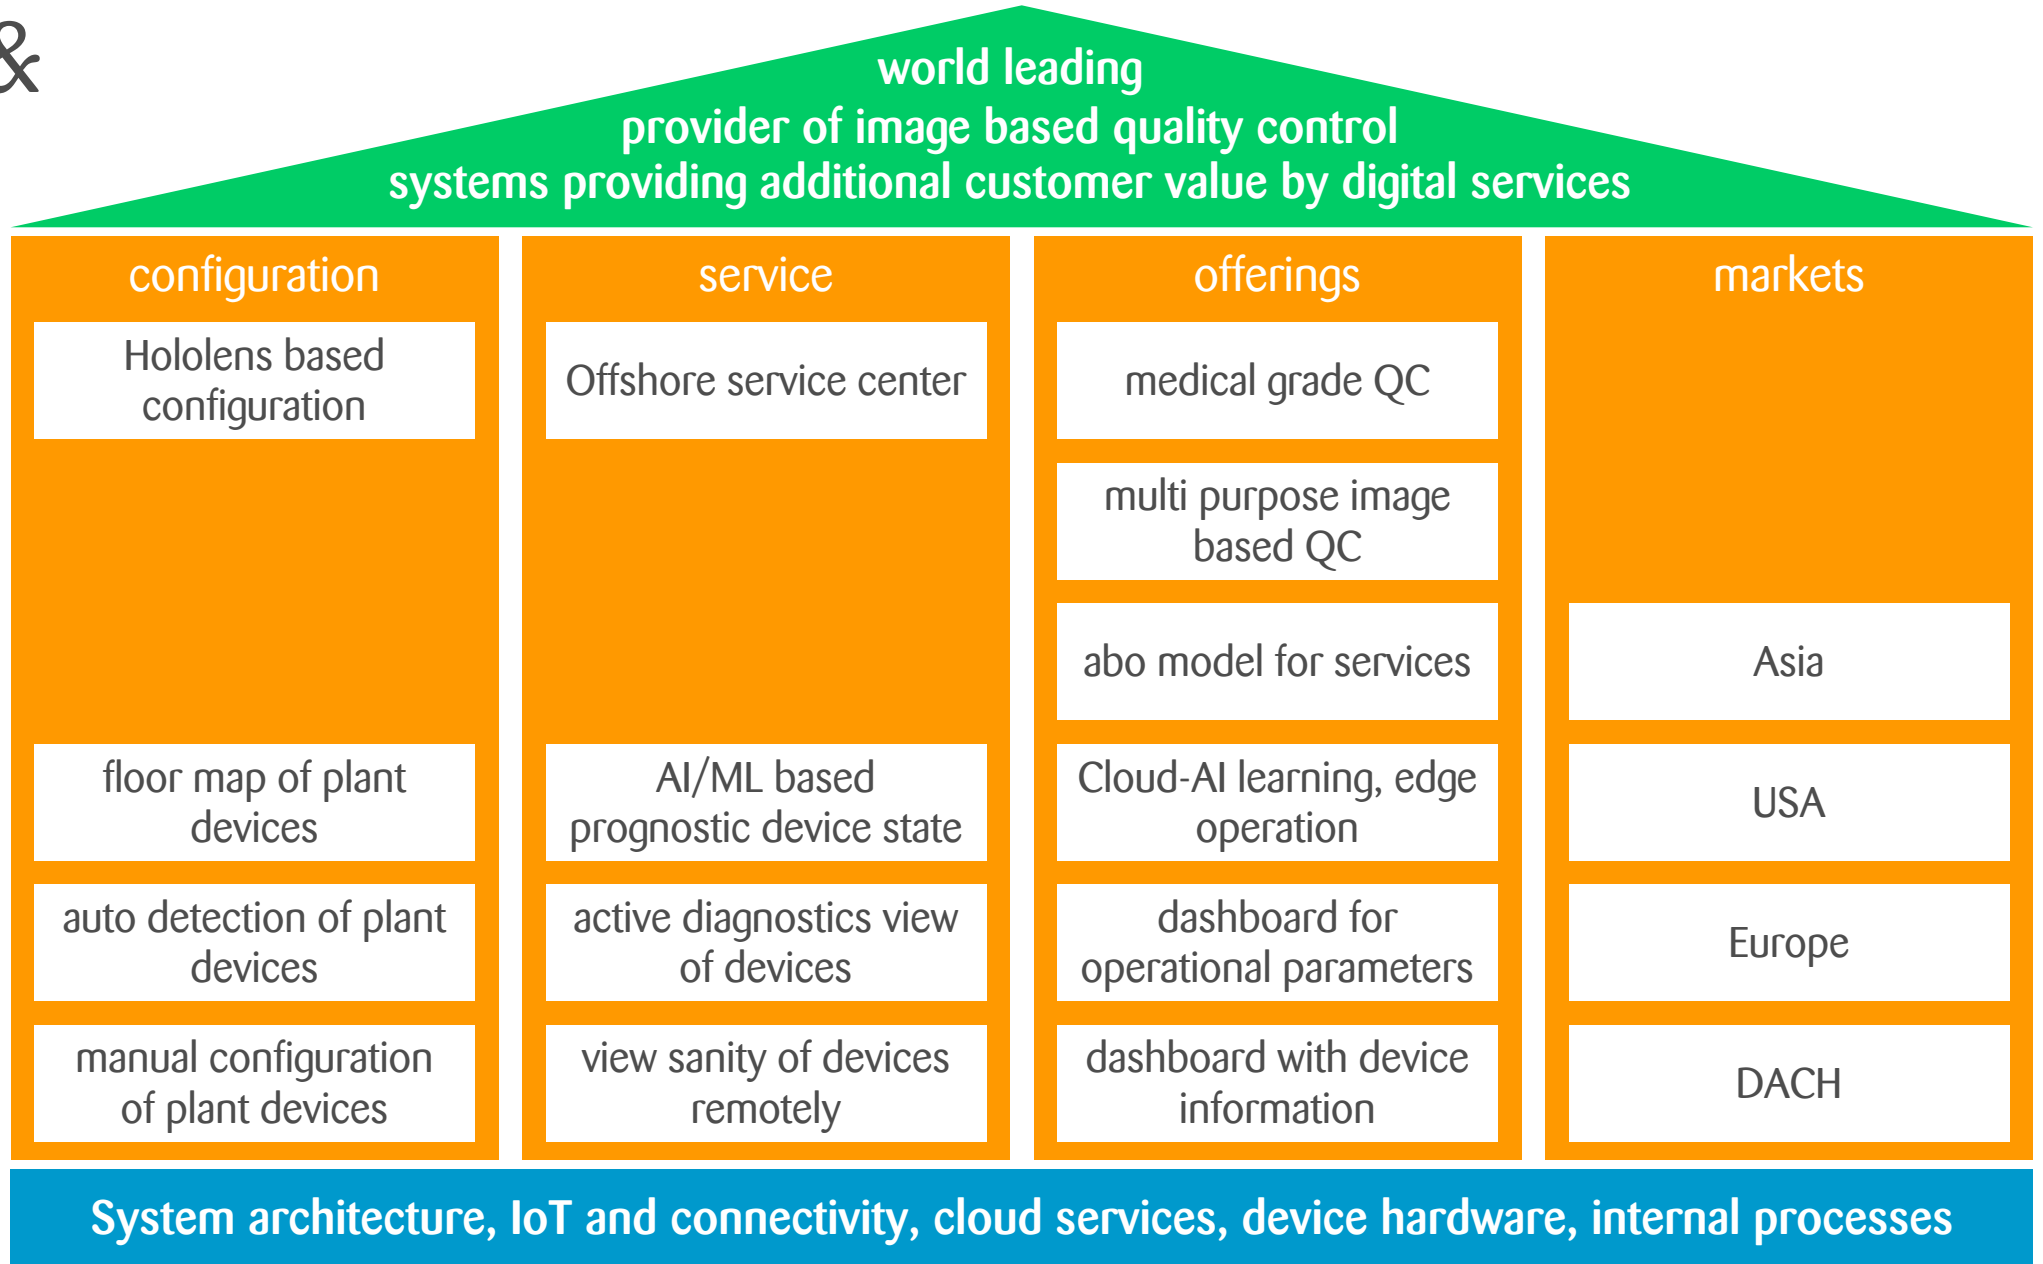 &
world leading
provider of image based quality control
systems providing additional customer value by digital services
configuration
Hololens based
configuration
floor map of plant
devices
auto detection of plant
devices
manual configuration
of plant devices
service
Offshore service center
AI/ML based
prognostic device state
active diagnostics view
of devices
view sanity of devices
remotely
offerings
medical grade QC
multi purpose image
based QC
abo model for services
Cloud-AI learning, edge
operation
dashboard for
operational parameters
dashboard with device
information
markets
Asia
USA
Europe
DACH
System architecture, IoT and connectivity, cloud services, device hardware, internal processes